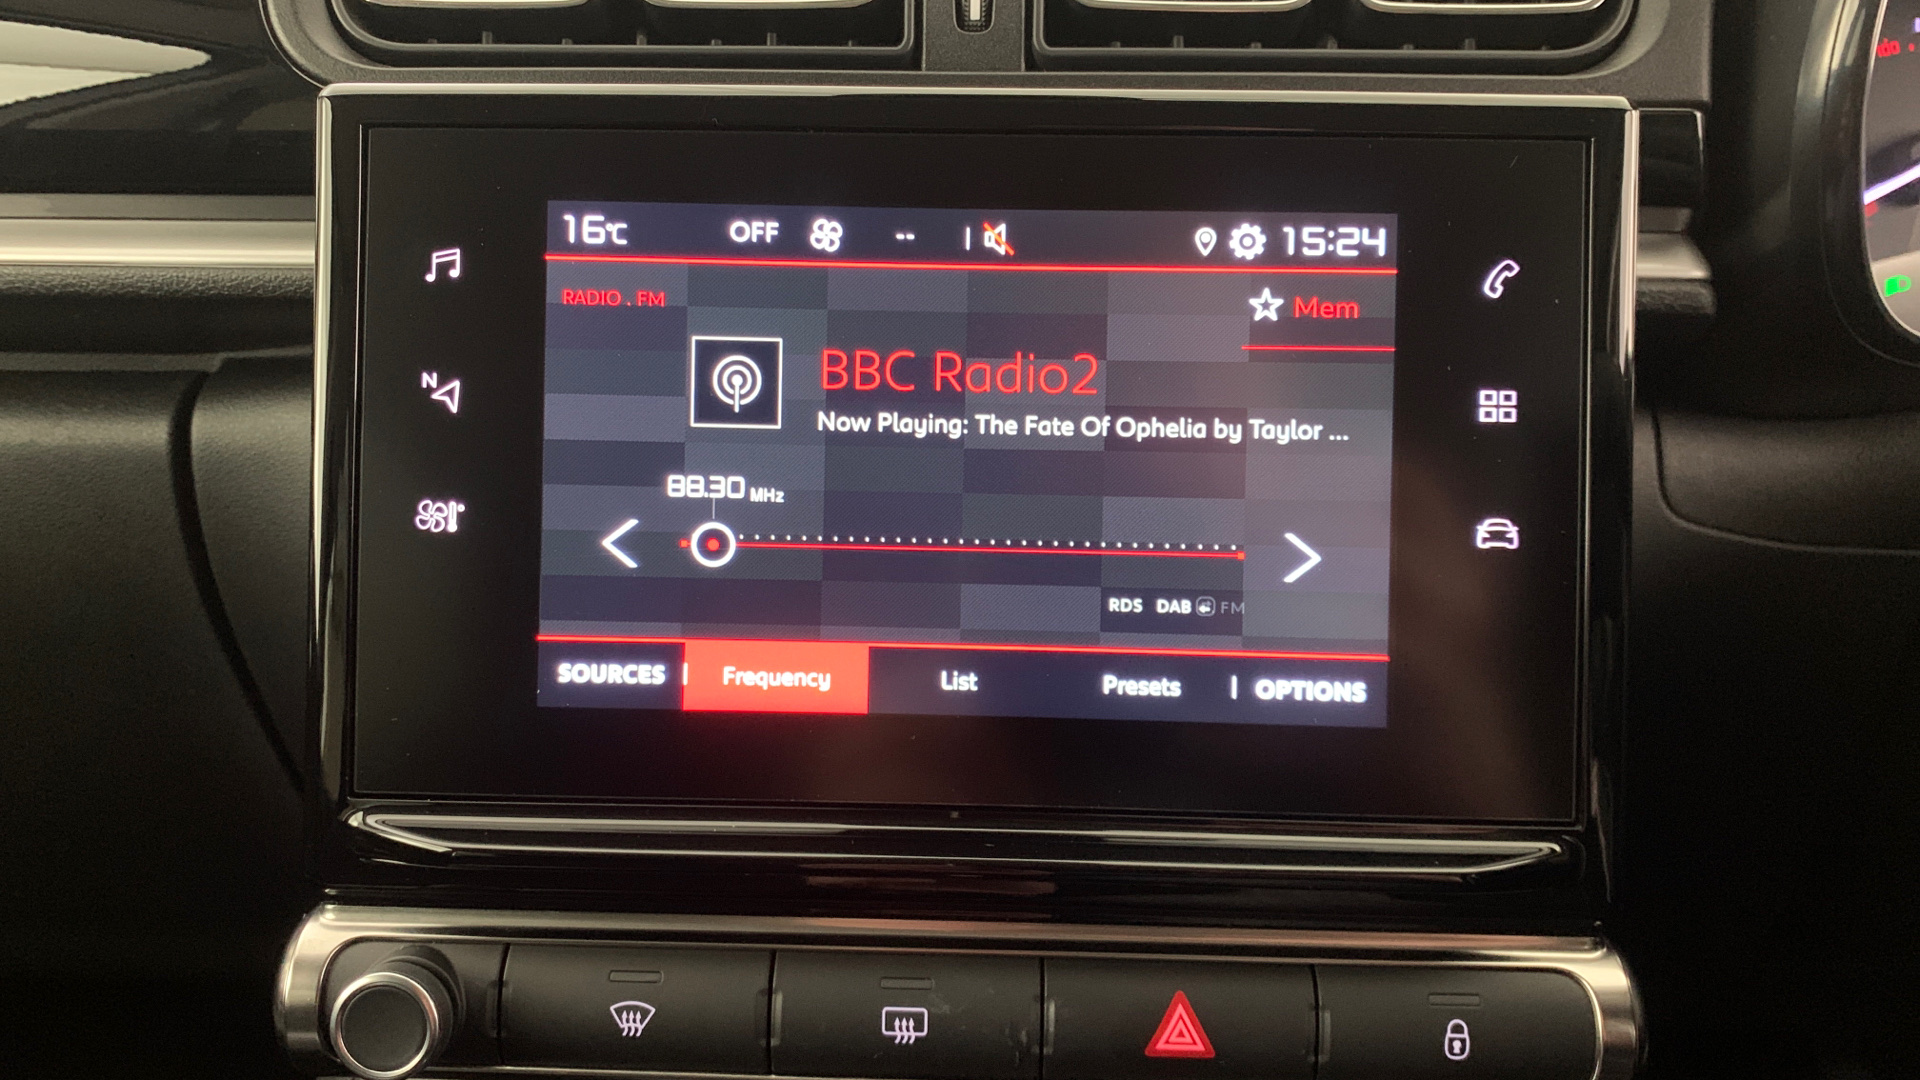 16°C OFF -- 15:24
RADIO . FM
Mem
BBC Radio2
Now Playing: The Fate Of Ophelia by Taylor ...
N
88.30 MHz
RDS DAB FM
SOURCES Frequency List Presets OPTIONS